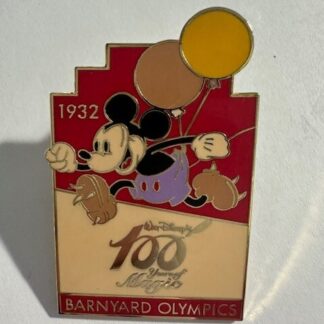 1932
Walt Disney's
100
Years of
Magic
BARNYARD OLYMPICS